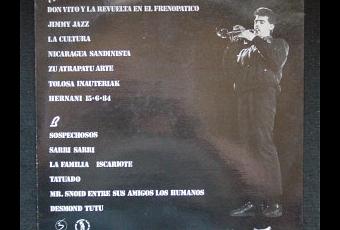 DON VITO Y LA REVUELTA EN EL FRENOPATICO
JIMMY JAZZ
LA CULTURA
NICARAGUA SANDINISTA
ZU ATRAPATU ARTE
TOLOSA INAUTERIAK
HERNANI 15-6-84
B
SOSPECHOSOS
SARRI SARRI
LA FAMILIA ISCARIOTE
TATUADO
MR. SNOID ENTRE SUS AMIGOS LOS HUMANOS
DESMOND TUTU